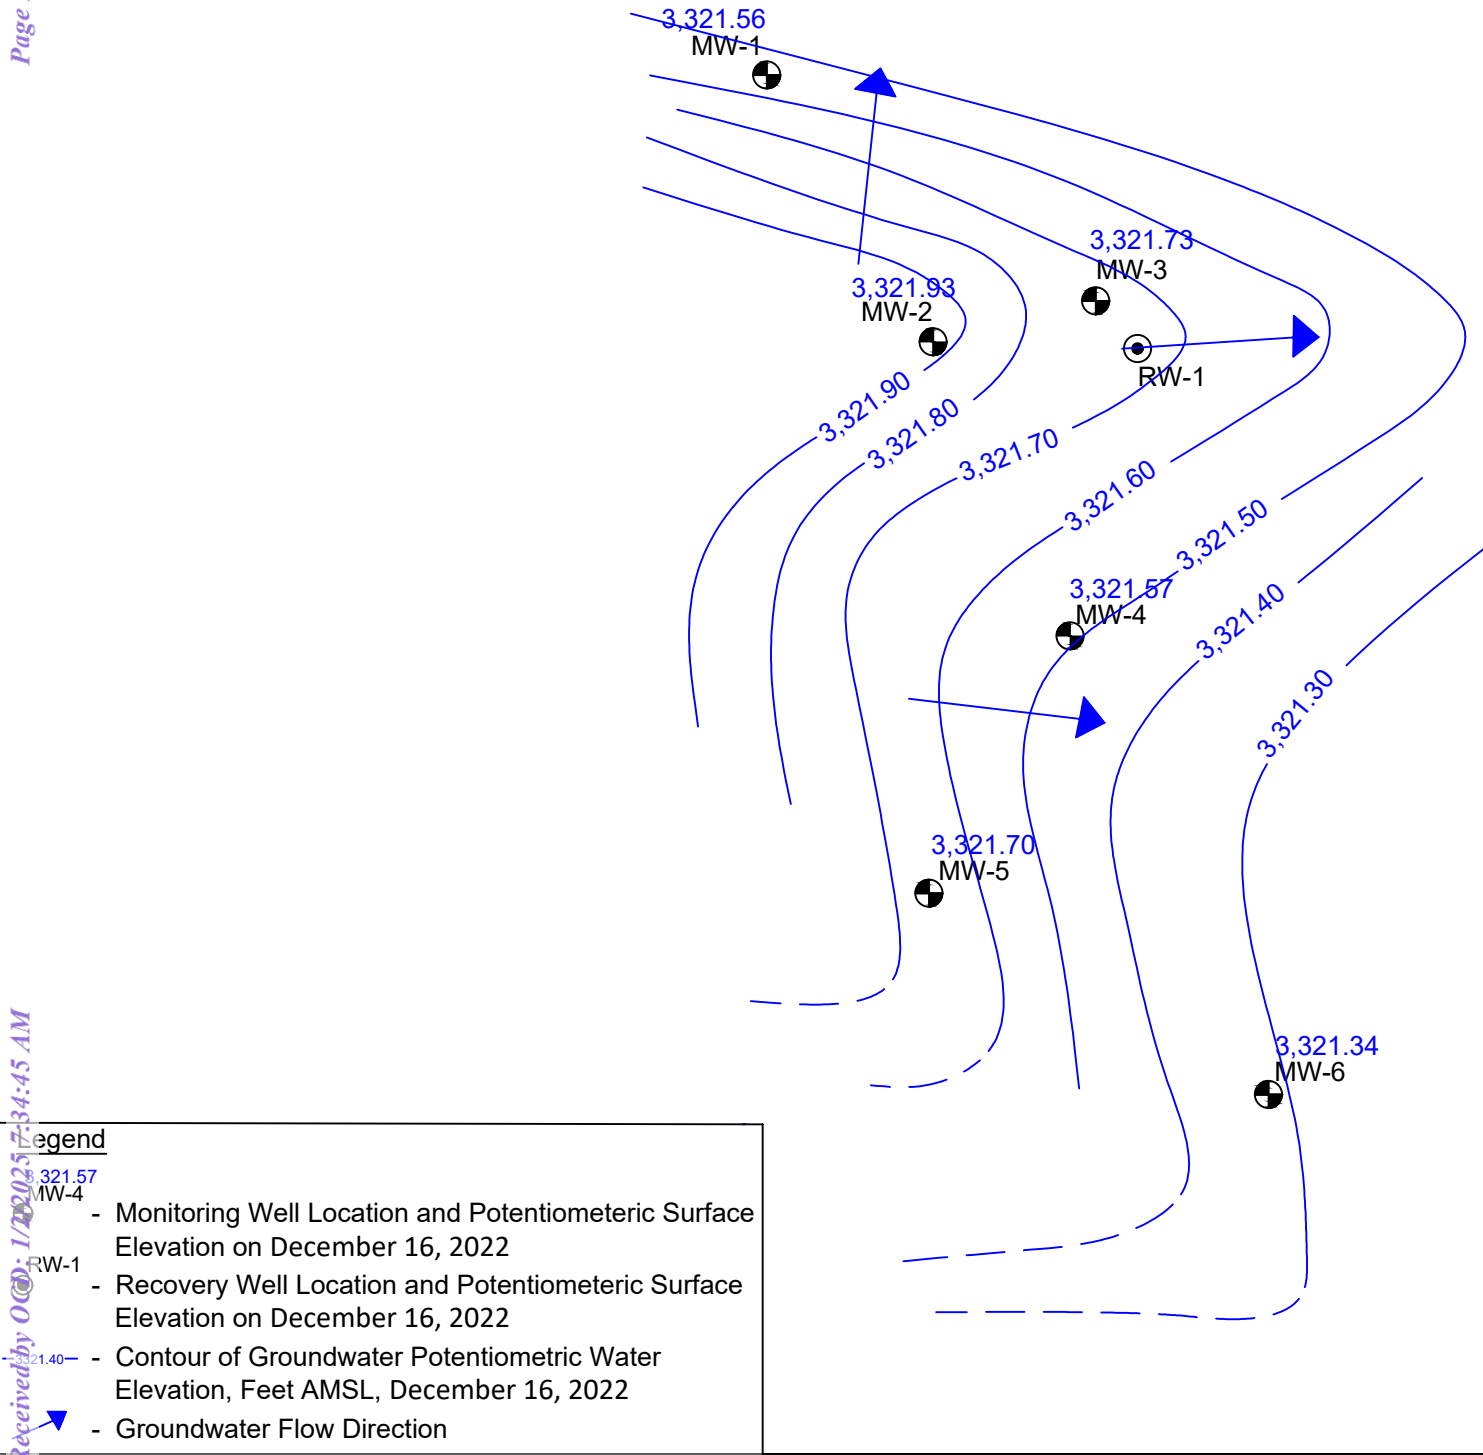 Page
3,321.56
MW-1
3,321.73
MW-3
3,321.93
MW-2
RW-1
3,321.90
3,321.80
3,321.70
3,321.60
3,321.50
3,321.57
MW-4
3,321.40
3,321.30
3,321.70
MW-5
3,321.34
MW-6
Received by OCD: 1/2/2025 7:34:45 AM
Legend
3,321.57
MW-4
- Monitoring Well Location and Potentiometeric Surface
Elevation on December 16, 2022
RW-1
- Recovery Well Location and Potentiometeric Surface
Elevation on December 16, 2022
3321.40
- Contour of Groundwater Potentiometric Water
Elevation, Feet AMSL, December 16, 2022
- Groundwater Flow Direction